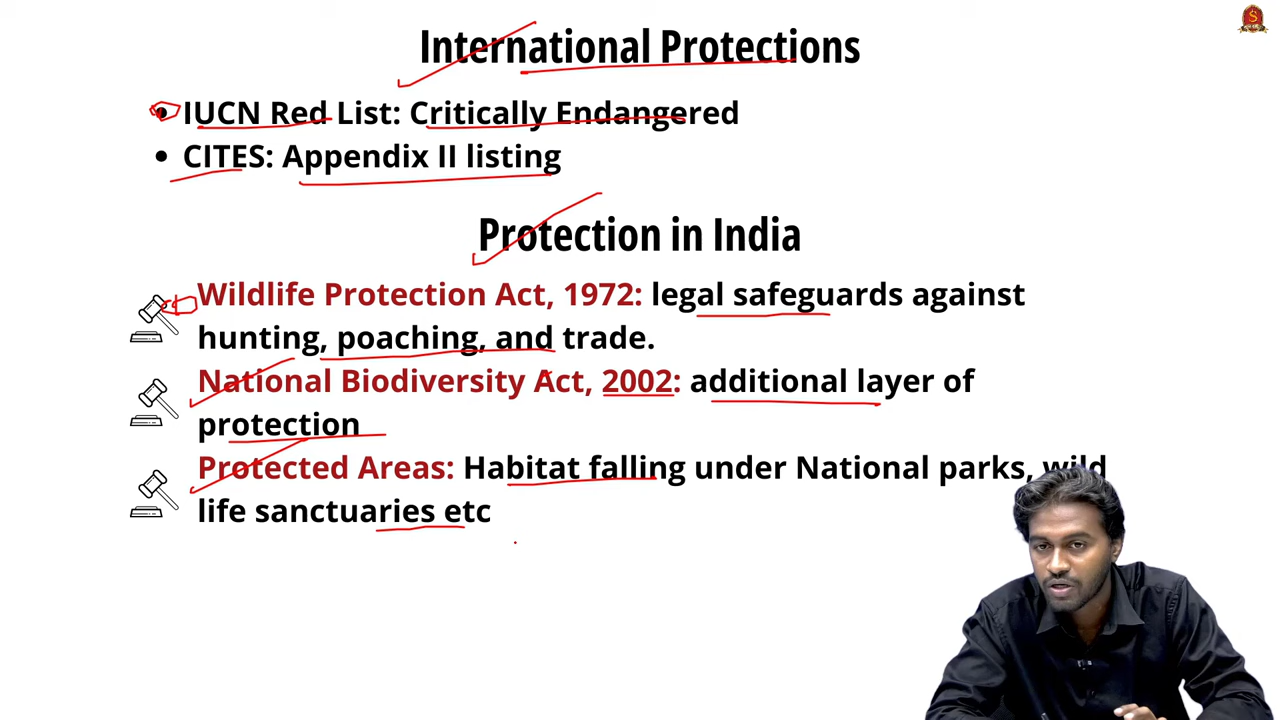 International Protections
• IUCN Red List: Critically Endangered
• CITES: Appendix II listing
Protection in India
Wildlife Protection Act, 1972: legal safeguards against
hunting, poaching, and trade.
National Biodiversity Act, 2002: additional layer of
protection
Protected Areas: Habitat falling under National parks, wild
life sanctuaries etc